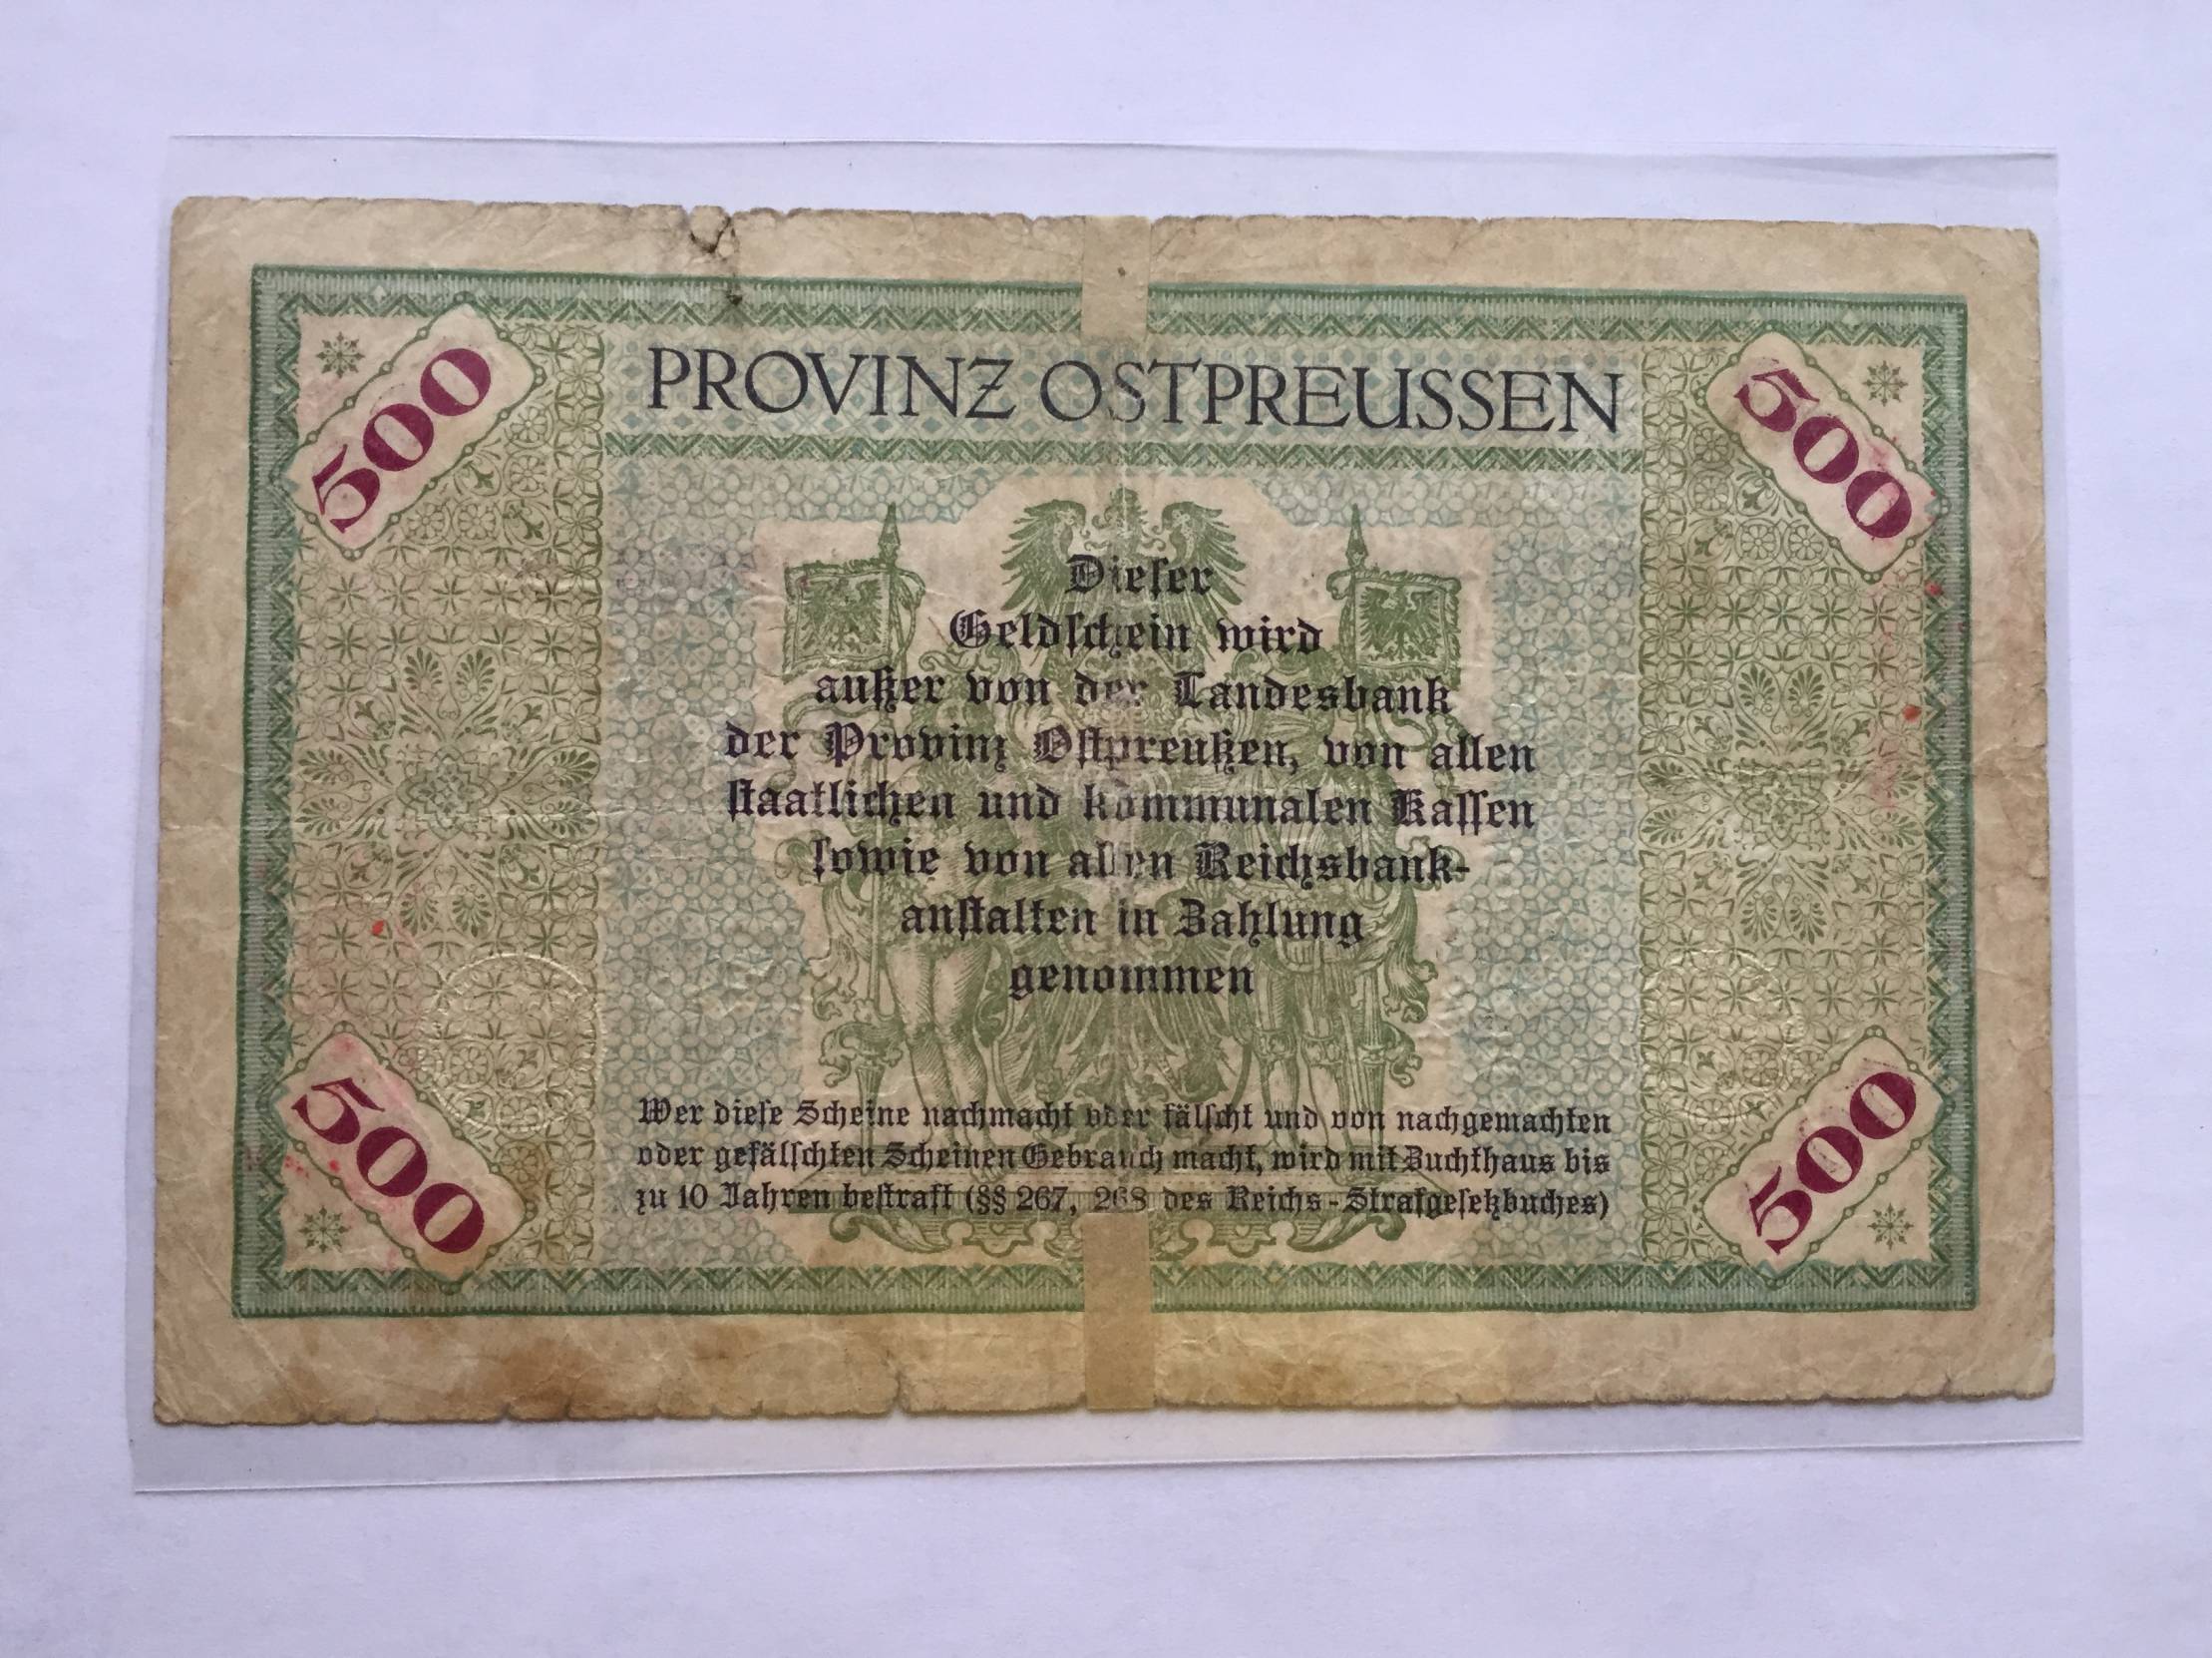 500
PROVINZ OSTPREUSSEN
500
Dieser
Geldschein wird
außer von der Landesbank
der Provinz Ostpreußen, von allen
staatlichen und kommunalen Kassen
sowie von allen Reichsbank-
anstalten in Zahlung
genommen
500
Wer diese Scheine nachmacht oder fälscht und von nachgemachten
oder gefälschten Scheinen Gebrauch macht, wird mit Zuchthaus bis
zu 10 Jahren bestraft (§§ 267, 268 des Reichs-Strafgesetzbuches)
500